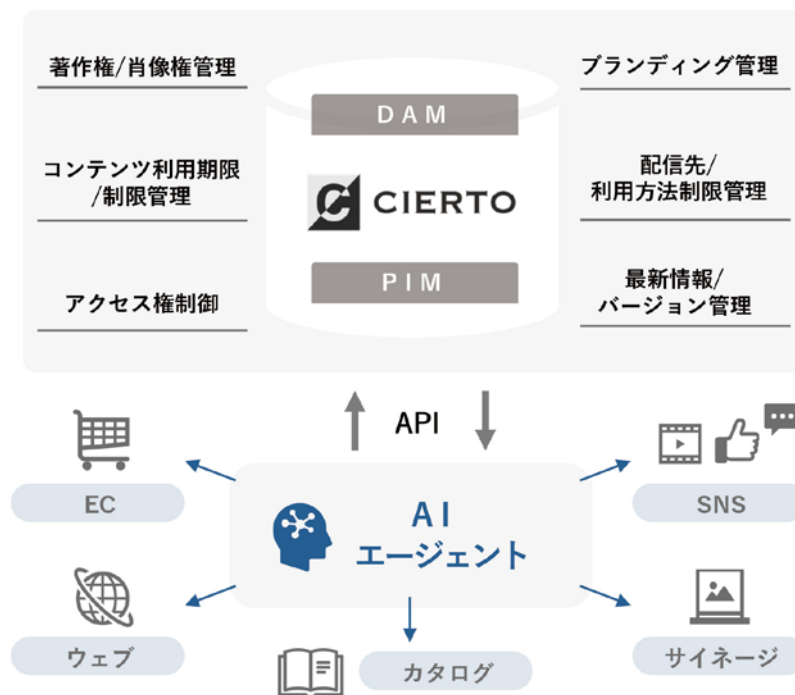 著作権/肖像権管理
コンテンツ利用期限
/制限管理
アクセス権制御
DAM
CIERTO
PIM
ブランディング管理
配信先/
利用方法制限管理
最新情報/
バージョン管理
API
AI
エージェント
EC
SNS
ウェブ
カタログ
サイネージ